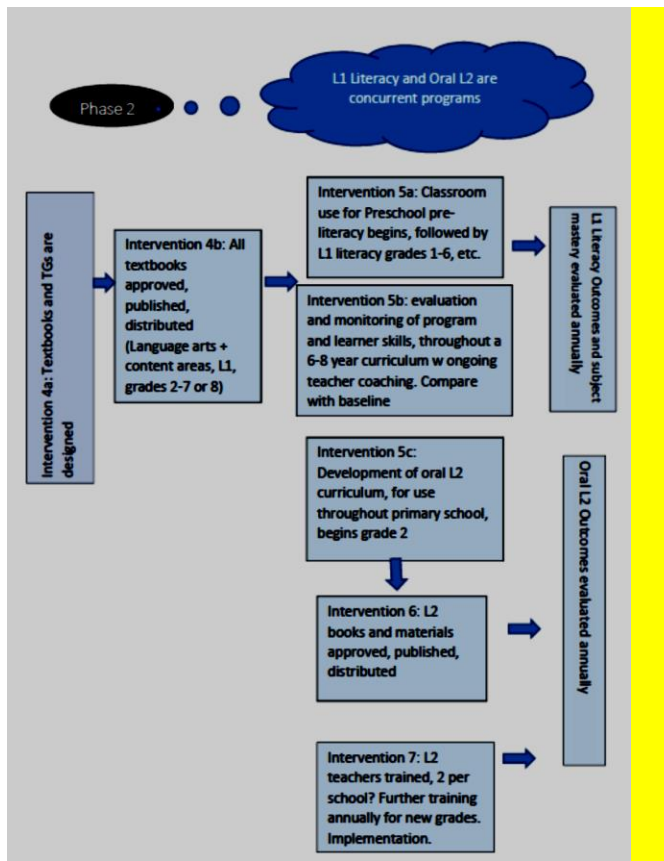 L1 Literacy and Oral L2 are
concurrent programs
Phase 2
Intervention 4a: Textbooks and TGs are
designed
Intervention 4b: All
textbooks
approved,
published,
distributed
(Language arts +
content areas, L1,
grades 2-7 or 8)
Intervention 5a: Classroom
use for Preschool pre-
literacy begins, followed by
L1 literacy grades 1-6, etc.
Intervention 5b: evaluation
and monitoring of program
and learner skills, throughout a
6-8 year curriculum w ongoing
teacher coaching. Compare
with baseline
L1 Literacy Outcomes and subject
mastery evaluated annually
Intervention 5c:
Development of oral L2
curriculum, for use
throughout primary school,
begins grade 2
Intervention 6: L2
books and materials
approved, published,
distributed
Oral L2 Outcomes evaluated annually
Intervention 7: L2
teachers trained, 2 per
school? Further training
annually for new grades.
Implementation.